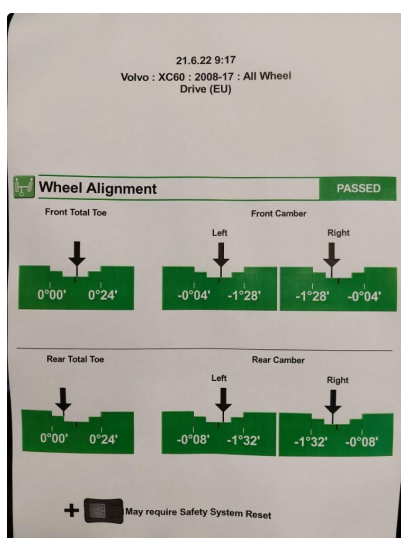 21.6.22 9:17
Volvo : XC60 : 2008-17 : All Wheel
Drive (EU)
Wheel Alignment PASSED
Front Total Toe Front Camber
Left Right
0°00' 0°24' -0°04' -1°28' -1°28' -0°04'
Rear Total Toe Rear Camber
Left Right
0°00' 0°24' -0°08' -1°32' -1°32' -0°08'
+ May require Safety System Reset